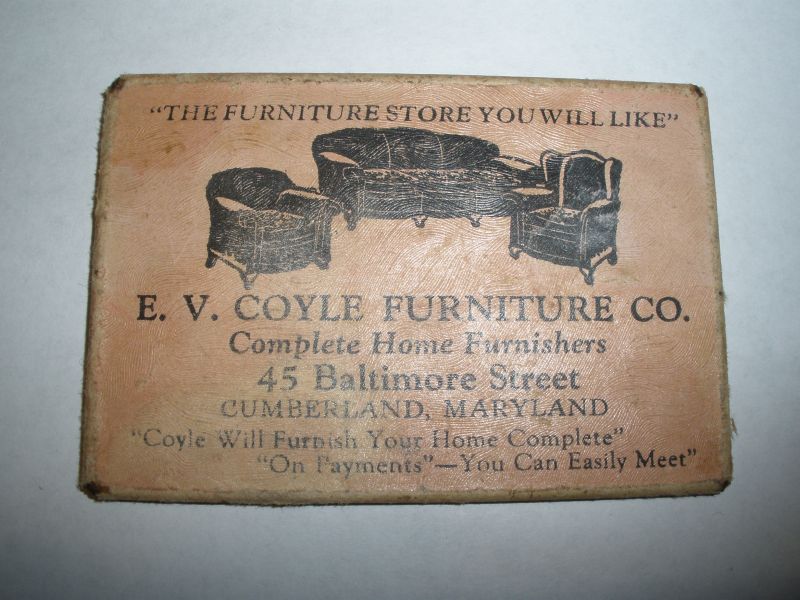 "THE FURNITURE STORE YOU WILL LIKE"
E. V. COYLE FURNITURE CO.
Complete Home Furnishers
45 Baltimore Street
CUMBERLAND, MARYLAND
"Coyle Will Furnish Your Home Complete"
"On Payments"—You Can Easily Meet"